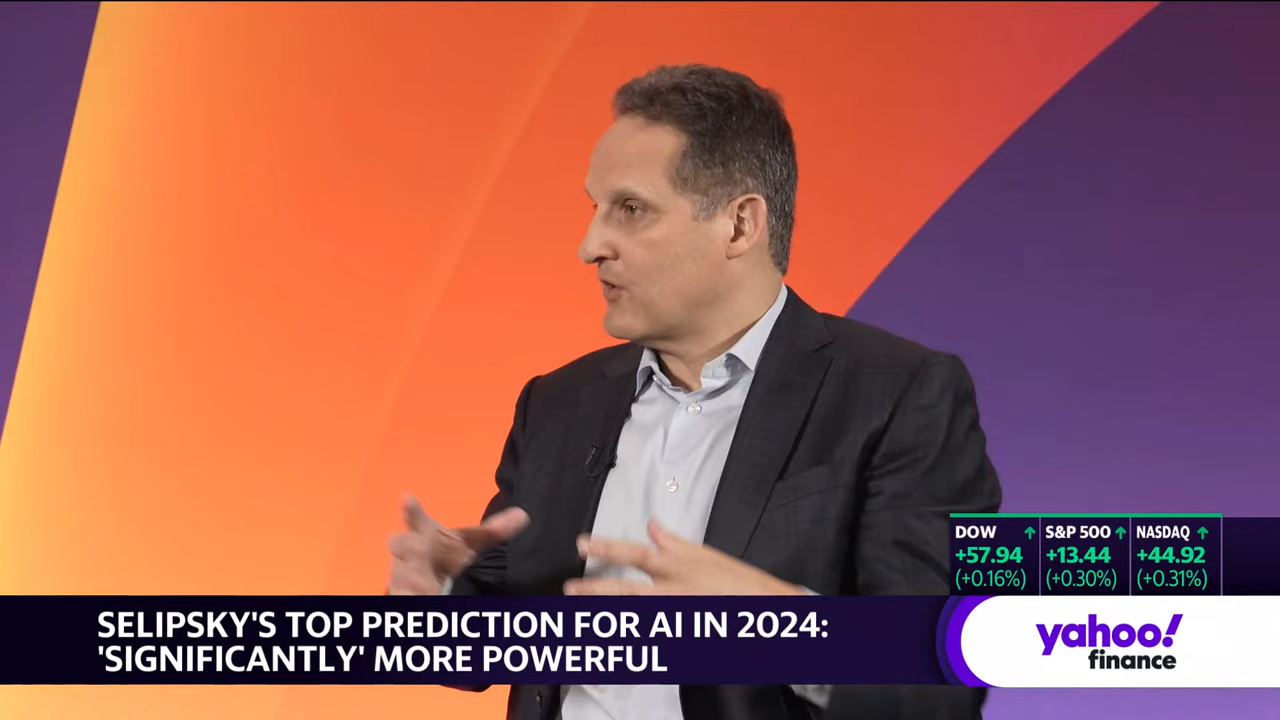 DOW ↑ S&P 500 ↑ NASDAQ ↑
+57.94 +13.44 +44.92
(+0.16%) (+0.30%) (+0.31%)
SELIPSKY'S TOP PREDICTION FOR AI IN 2024:
'SIGNIFICANTLY' MORE POWERFUL
yahoo!
finance